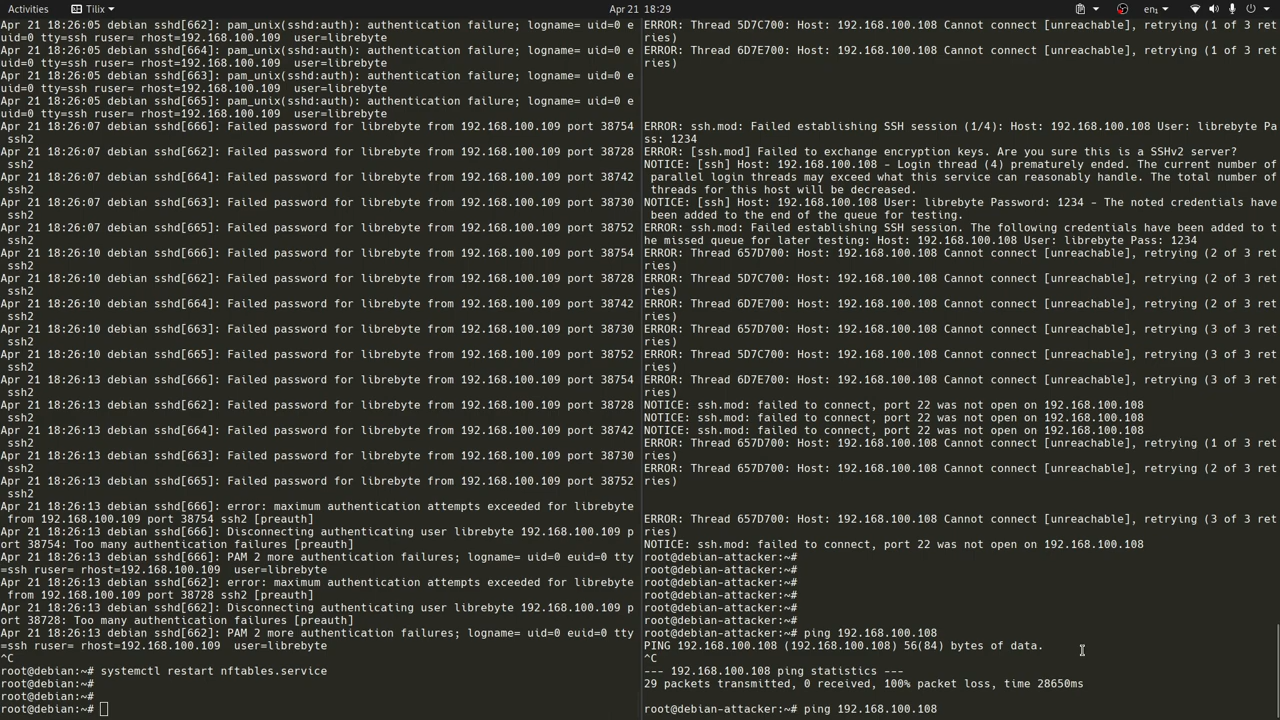 Activities
Tilix
Apr 21 18:29
en₁
Apr 21 18:26:05 debian sshd[662]: pam_unix(sshd:auth): authentication failure; logname= uid=0 e
uid=0 tty=ssh ruser= rhost=192.168.100.109  user=librebyte
Apr 21 18:26:05 debian sshd[664]: pam_unix(sshd:auth): authentication failure; logname= uid=0 e
uid=0 tty=ssh ruser= rhost=192.168.100.109  user=librebyte
Apr 21 18:26:05 debian sshd[663]: pam_unix(sshd:auth): authentication failure; logname= uid=0 e
uid=0 tty=ssh ruser= rhost=192.168.100.109  user=librebyte
Apr 21 18:26:05 debian sshd[665]: pam_unix(sshd:auth): authentication failure; logname= uid=0 e
uid=0 tty=ssh ruser= rhost=192.168.100.109  user=librebyte
Apr 21 18:26:07 debian sshd[666]: Failed password for librebyte from 192.168.100.109 port 38754
ssh2
Apr 21 18:26:07 debian sshd[662]: Failed password for librebyte from 192.168.100.109 port 38728
ssh2
Apr 21 18:26:07 debian sshd[664]: Failed password for librebyte from 192.168.100.109 port 38742
ssh2
Apr 21 18:26:07 debian sshd[663]: Failed password for librebyte from 192.168.100.109 port 38730
ssh2
Apr 21 18:26:07 debian sshd[665]: Failed password for librebyte from 192.168.100.109 port 38752
ssh2
Apr 21 18:26:10 debian sshd[666]: Failed password for librebyte from 192.168.100.109 port 38754
ssh2
Apr 21 18:26:10 debian sshd[662]: Failed password for librebyte from 192.168.100.109 port 38728
ssh2
Apr 21 18:26:10 debian sshd[664]: Failed password for librebyte from 192.168.100.109 port 38742
ssh2
Apr 21 18:26:10 debian sshd[663]: Failed password for librebyte from 192.168.100.109 port 38730
ssh2
Apr 21 18:26:10 debian sshd[665]: Failed password for librebyte from 192.168.100.109 port 38752
ssh2
Apr 21 18:26:13 debian sshd[666]: Failed password for librebyte from 192.168.100.109 port 38754
ssh2
Apr 21 18:26:13 debian sshd[662]: Failed password for librebyte from 192.168.100.109 port 38728
ssh2
Apr 21 18:26:13 debian sshd[664]: Failed password for librebyte from 192.168.100.109 port 38742
ssh2
Apr 21 18:26:13 debian sshd[663]: Failed password for librebyte from 192.168.100.109 port 38730
ssh2
Apr 21 18:26:13 debian sshd[665]: Failed password for librebyte from 192.168.100.109 port 38752
ssh2
Apr 21 18:26:13 debian sshd[666]: error: maximum authentication attempts exceeded for librebyte
from 192.168.100.109 port 38754 ssh2 [preauth]
Apr 21 18:26:13 debian sshd[666]: Disconnecting authenticating user librebyte 192.168.100.109 p
ort 38754: Too many authentication failures [preauth]
Apr 21 18:26:13 debian sshd[666]: PAM 2 more authentication failures; logname= uid=0 euid=0 tty
=ssh ruser= rhost=192.168.100.109  user=librebyte
Apr 21 18:26:13 debian sshd[662]: error: maximum authentication attempts exceeded for librebyte
from 192.168.100.109 port 38728 ssh2 [preauth]
Apr 21 18:26:13 debian sshd[662]: Disconnecting authenticating user librebyte 192.168.100.109 p
ort 38728: Too many authentication failures [preauth]
Apr 21 18:26:13 debian sshd[662]: PAM 2 more authentication failures; logname= uid=0 euid=0 tty
=ssh ruser= rhost=192.168.100.109  user=librebyte
^C
root@debian:~# systemctl restart nftables.service
root@debian:~#
root@debian:~#
root@debian:~#
ERROR: Thread 5D7C700: Host: 192.168.100.108 Cannot connect [unreachable], retrying (1 of 3 ret
ries)
ERROR: Thread 6D7E700: Host: 192.168.100.108 Cannot connect [unreachable], retrying (1 of 3 ret
ries)
ERROR: ssh.mod: Failed establishing SSH session (1/4): Host: 192.168.100.108 User: librebyte Pa
ss: 1234
ERROR: [ssh.mod] Failed to exchange encryption keys. Are you sure this is a SSHv2 server?
NOTICE: [ssh] Host: 192.168.100.108 - Login thread (4) prematurely ended. The current number of
parallel login threads may exceed what this service can reasonably handle. The total number of
threads for this host will be decreased.
NOTICE: [ssh] Host: 192.168.100.108 User: librebyte Password: 1234 - The noted credentials have
been added to the end of the queue for testing.
ERROR: ssh.mod: Failed establishing SSH session. The following credentials have been added to t
he missed queue for later testing: Host: 192.168.100.108 User: librebyte Pass: 1234
ERROR: Thread 657D700: Host: 192.168.100.108 Cannot connect [unreachable], retrying (2 of 3 ret
ries)
ERROR: Thread 5D7C700: Host: 192.168.100.108 Cannot connect [unreachable], retrying (2 of 3 ret
ries)
ERROR: Thread 6D7E700: Host: 192.168.100.108 Cannot connect [unreachable], retrying (2 of 3 ret
ries)
ERROR: Thread 657D700: Host: 192.168.100.108 Cannot connect [unreachable], retrying (3 of 3 ret
ries)
ERROR: Thread 5D7C700: Host: 192.168.100.108 Cannot connect [unreachable], retrying (3 of 3 ret
ries)
ERROR: Thread 6D7E700: Host: 192.168.100.108 Cannot connect [unreachable], retrying (3 of 3 ret
ries)
NOTICE: ssh.mod: failed to connect, port 22 was not open on 192.168.100.108
NOTICE: ssh.mod: failed to connect, port 22 was not open on 192.168.100.108
NOTICE: ssh.mod: failed to connect, port 22 was not open on 192.168.100.108
ERROR: Thread 657D700: Host: 192.168.100.108 Cannot connect [unreachable], retrying (1 of 3 ret
ries)
ERROR: Thread 657D700: Host: 192.168.100.108 Cannot connect [unreachable], retrying (2 of 3 ret
ries)
ERROR: Thread 657D700: Host: 192.168.100.108 Cannot connect [unreachable], retrying (3 of 3 ret
ries)
NOTICE: ssh.mod: failed to connect, port 22 was not open on 192.168.100.108
root@debian-attacker:~#
root@debian-attacker:~#
root@debian-attacker:~#
root@debian-attacker:~#
root@debian-attacker:~#
root@debian-attacker:~#
root@debian-attacker:~# ping 192.168.100.108
PING 192.168.100.108 (192.168.100.108) 56(84) bytes of data.
^C
--- 192.168.100.108 ping statistics ---
29 packets transmitted, 0 received, 100% packet loss, time 28650ms
root@debian-attacker:~# ping 192.168.100.108